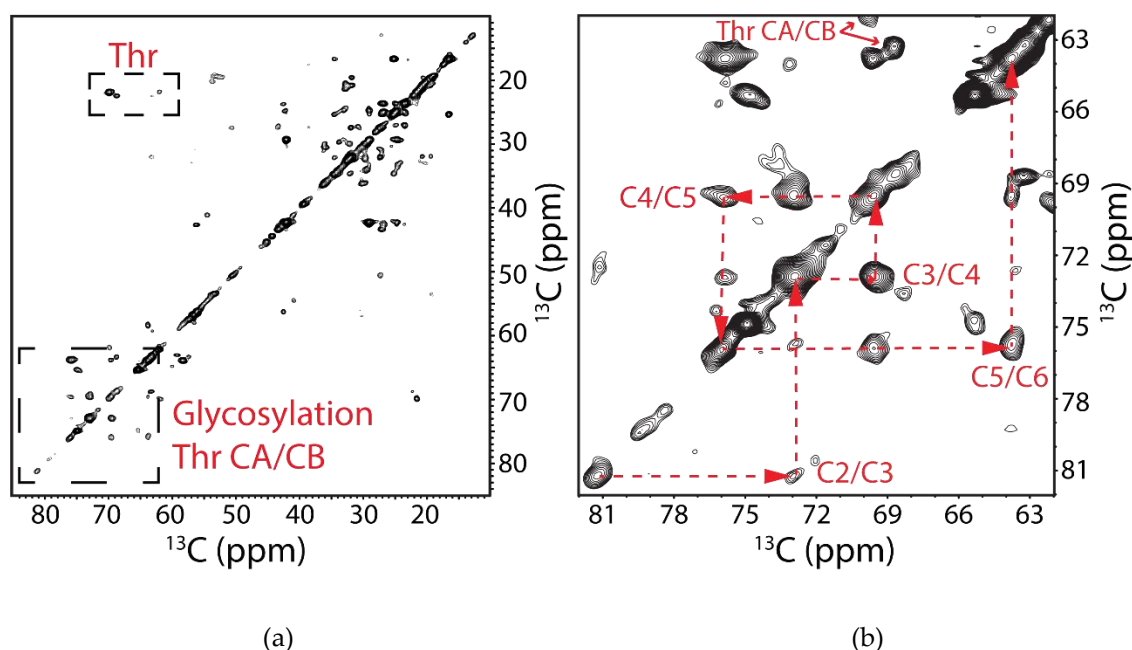 Thr
Glycosylation
Thr CA/CB
20
30
40
50
60
70
80
¹³C (ppm)
80 70 60 50 40 30 20
¹³C (ppm)
(a)
Thr CA/CB
C4/C5
C3/C4
C5/C6
C2/C3
63
66
69
72
75
78
81
¹³C (ppm)
81 75 72 69 66 63
¹³C (ppm)
(b)